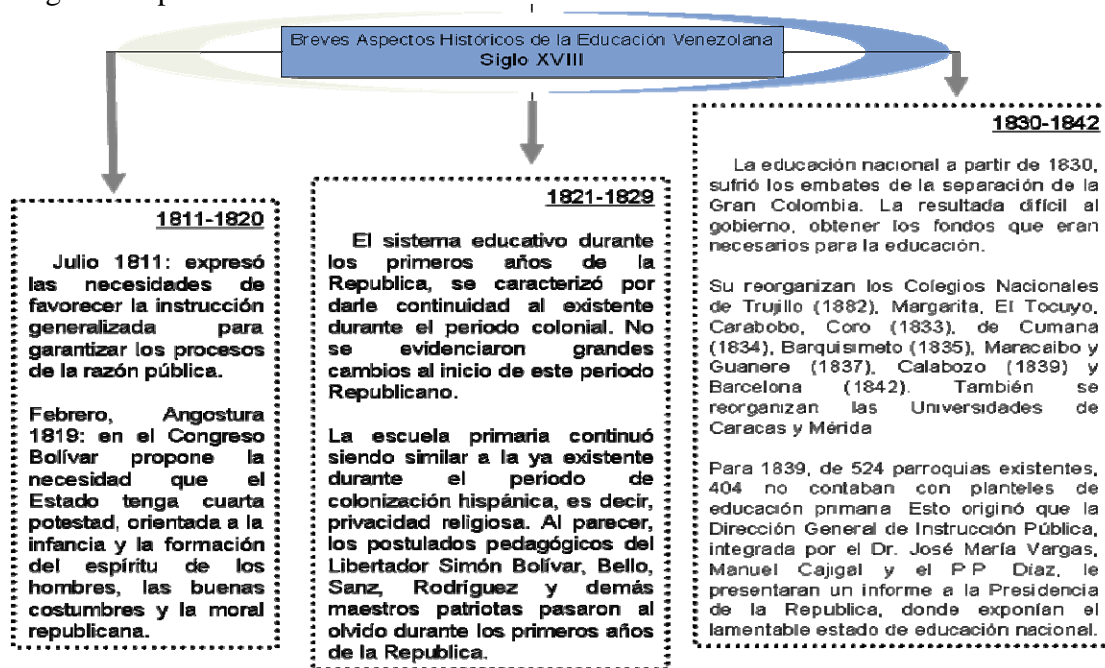 Breves Aspectos Históricos de la Educación Venezolana
Siglo XVIII
1811-1820
Julio 1811: expresó
las necesidades de
favorecer la instrucción
generalizada para
garantizar los procesos
de la razón pública.
Febrero, Angostura
1819: en el Congreso
Bolívar propone la
necesidad que el
Estado tenga cuarta
potestad, orientada a la
infancia y la formación
del espíritu de los
hombres, las buenas
costumbres y la moral
republicana.
1821-1829
El sistema educativo durante
los primeros años de la
Republica, se caracterizó por
darle continuidad al existente
durante el periodo colonial. No
se evidenciaron grandes
cambios al inicio de este periodo
Republicano.
La escuela primaria continuó
siendo similar a la ya existente
durante el periodo de
colonización hispánica, es decir,
privacidad religiosa. Al parecer,
los postulados pedagógicos del
Libertador Simón Bolívar, Bello,
Sanz, Rodríguez y demás
maestros patriotas pasaron al
olvido durante los primeros años
de la Republica.
1830-1842
La educación nacional a partir de 1830,
sufrió los embates de la separación de la
Gran Colombia. La resultada difícil al
gobierno, obtener los fondos que eran
necesarios para la educación.
Su reorganizan los Colegios Nacionales
de Trujillo (1882), Margarita, El Tocuyo,
Carabobo, Coro (1833), de Cumana
(1834), Barquisimeto (1835), Maracaibo y
Guanere (1837), Calabozo (1839) y
Barcelona (1842). También se
reorganizan las Universidades de
Caracas y Mérida
Para 1839, de 524 parroquias existentes,
404 no contaban con planteles de
educación primaria Esto originó que la
Dirección General de Instrucción Pública,
integrada por el Dr. José María Vargas,
Manuel Cajigal y el P P Díaz, le
presentaran un informe a la Presidencia
de la Republica, donde exponían el
lamentable estado de educación nacional.